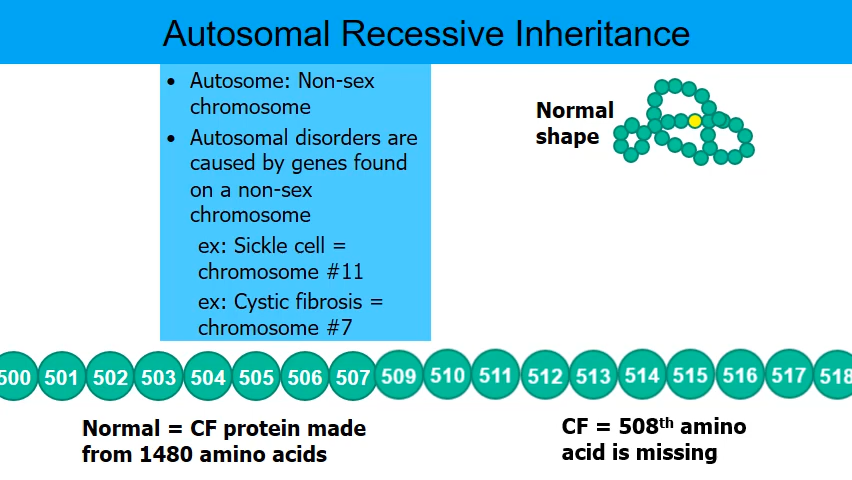 Autosomal Recessive Inheritance
• Autosome: Non-sex
chromosome
• Autosomal disorders are
caused by genes found
on a non-sex
chromosome
ex: Sickle cell =
chromosome #11
ex: Cystic fibrosis =
chromosome #7
Normal
shape
500 501 502 503 504 505 506 507 509 510 511 512 513 514 515 516 517 518
Normal = CF protein made
from 1480 amino acids
CF = 508th amino
acid is missing